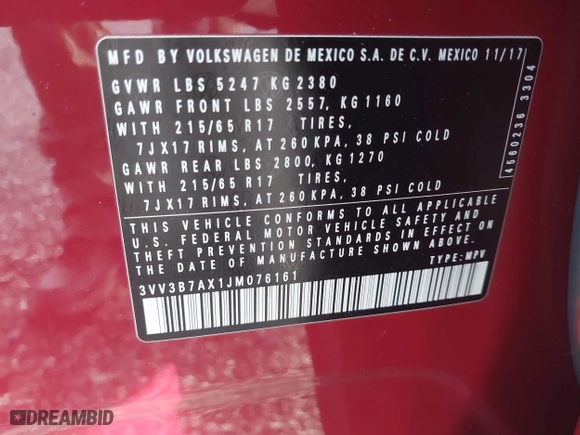 MFD BY VOLKSWAGEN DE MEXICO S.A. DE C.V. MEXICO 11/17
GVWR LBS 5247 KG 2380
GAWR FRONT LBS 2557, KG 1160
WITH 215/65 R17 TIRES,
7JX17 RIMS, AT 260 KPA, 38 PSI COLD
GAWR REAR LBS 2800, KG 1270
WITH 215/65 R17 TIRES,
7JX17 RIMS, AT 260 KPA, 38 PSI COLD
THIS VEHICLE CONFORMS TO ALL APPLICABLE
U.S. FEDERAL MOTOR VEHICLE SAFETY AND
THEFT PREVENTION STANDARDS IN EFFECT ON
THE DATE OF MANUFACTURE SHOWN ABOVE.
3VV3B7AX1JM076161 TYPE: MPV
4560236 3304
DREAMBID